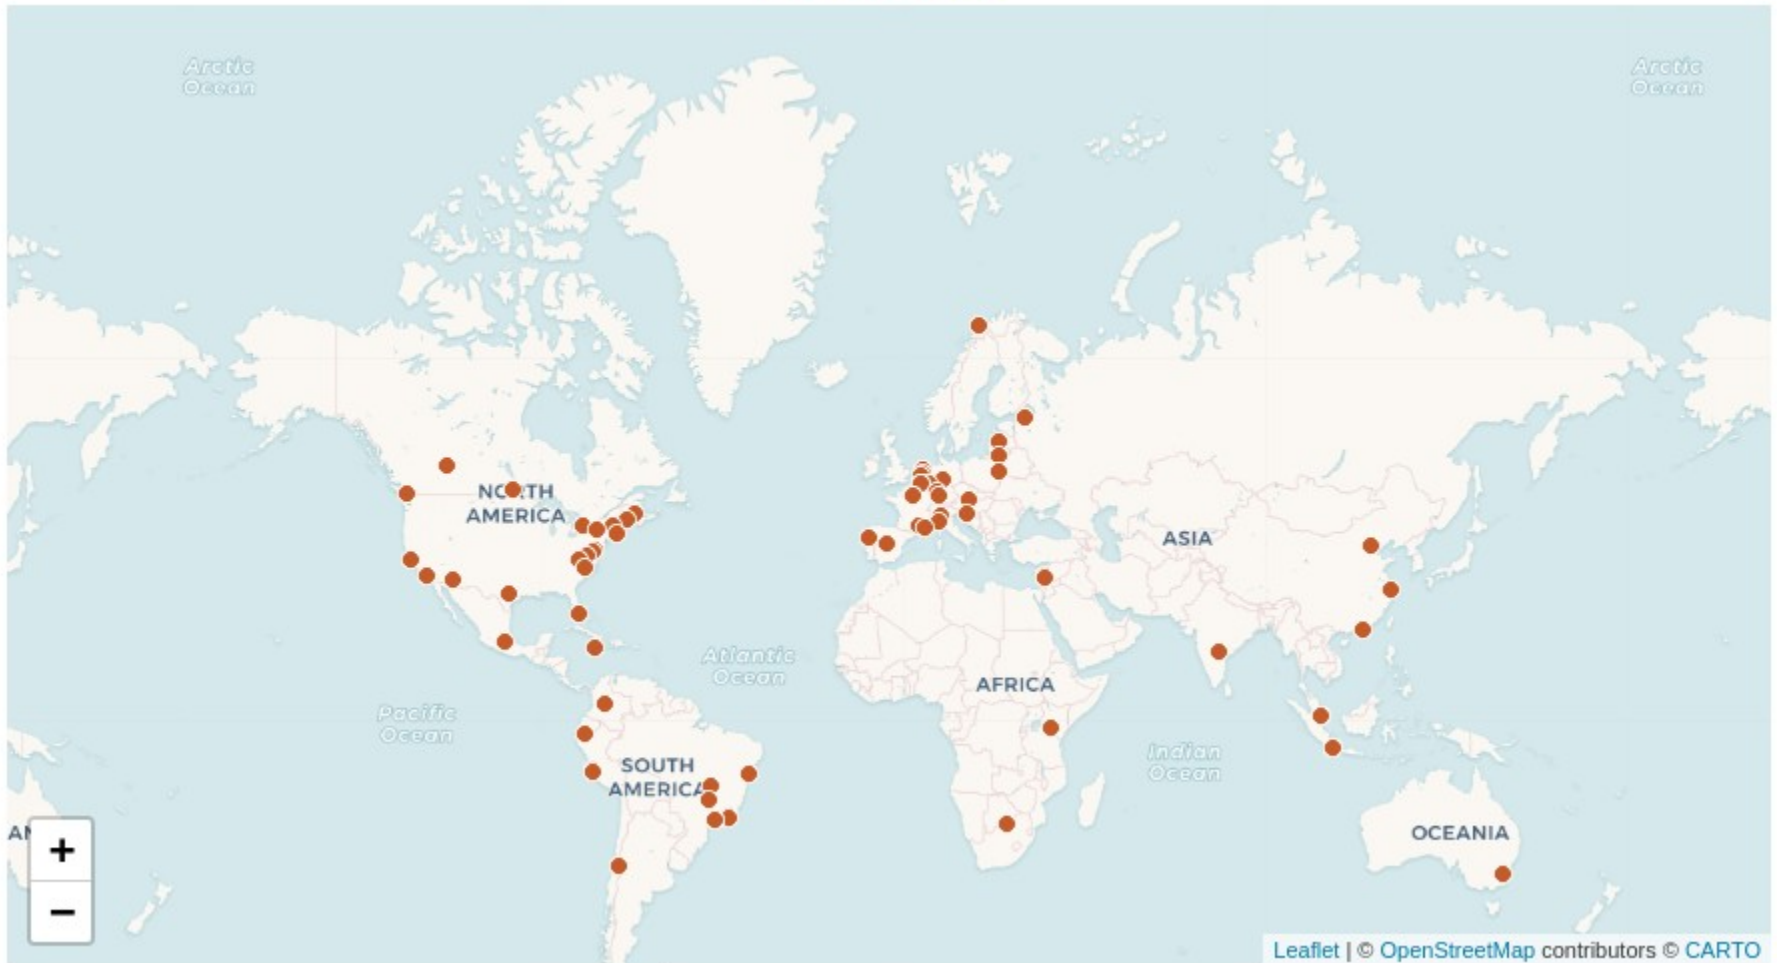 Arctic
Ocean
Arctic
Ocean
NORTH
AMERICA
ASIA
Atlantic
Ocean
AFRICA
Pacific
Ocean
Indian
Ocean
SOUTH
AMERICA
OCEANIA
AN
+
−
Leaflet | © OpenStreetMap contributors © CARTO